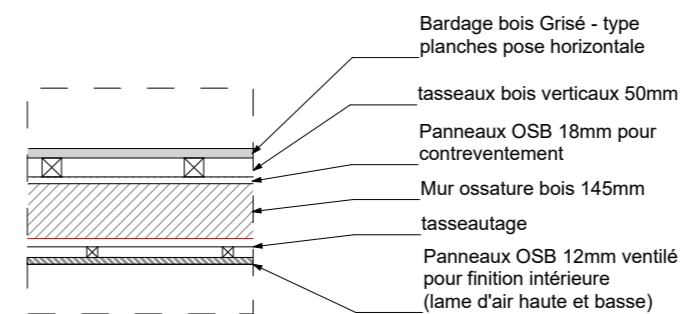 Bardage bois Grisé - type
planches pose horizontale
tasseaux bois verticaux 50mm
Panneaux OSB 18mm pour
contreventement
Mur ossature bois 145mm
tasseautage
Panneaux OSB 12mm ventilé
pour finition intérieure
(lame d'air haute et basse)